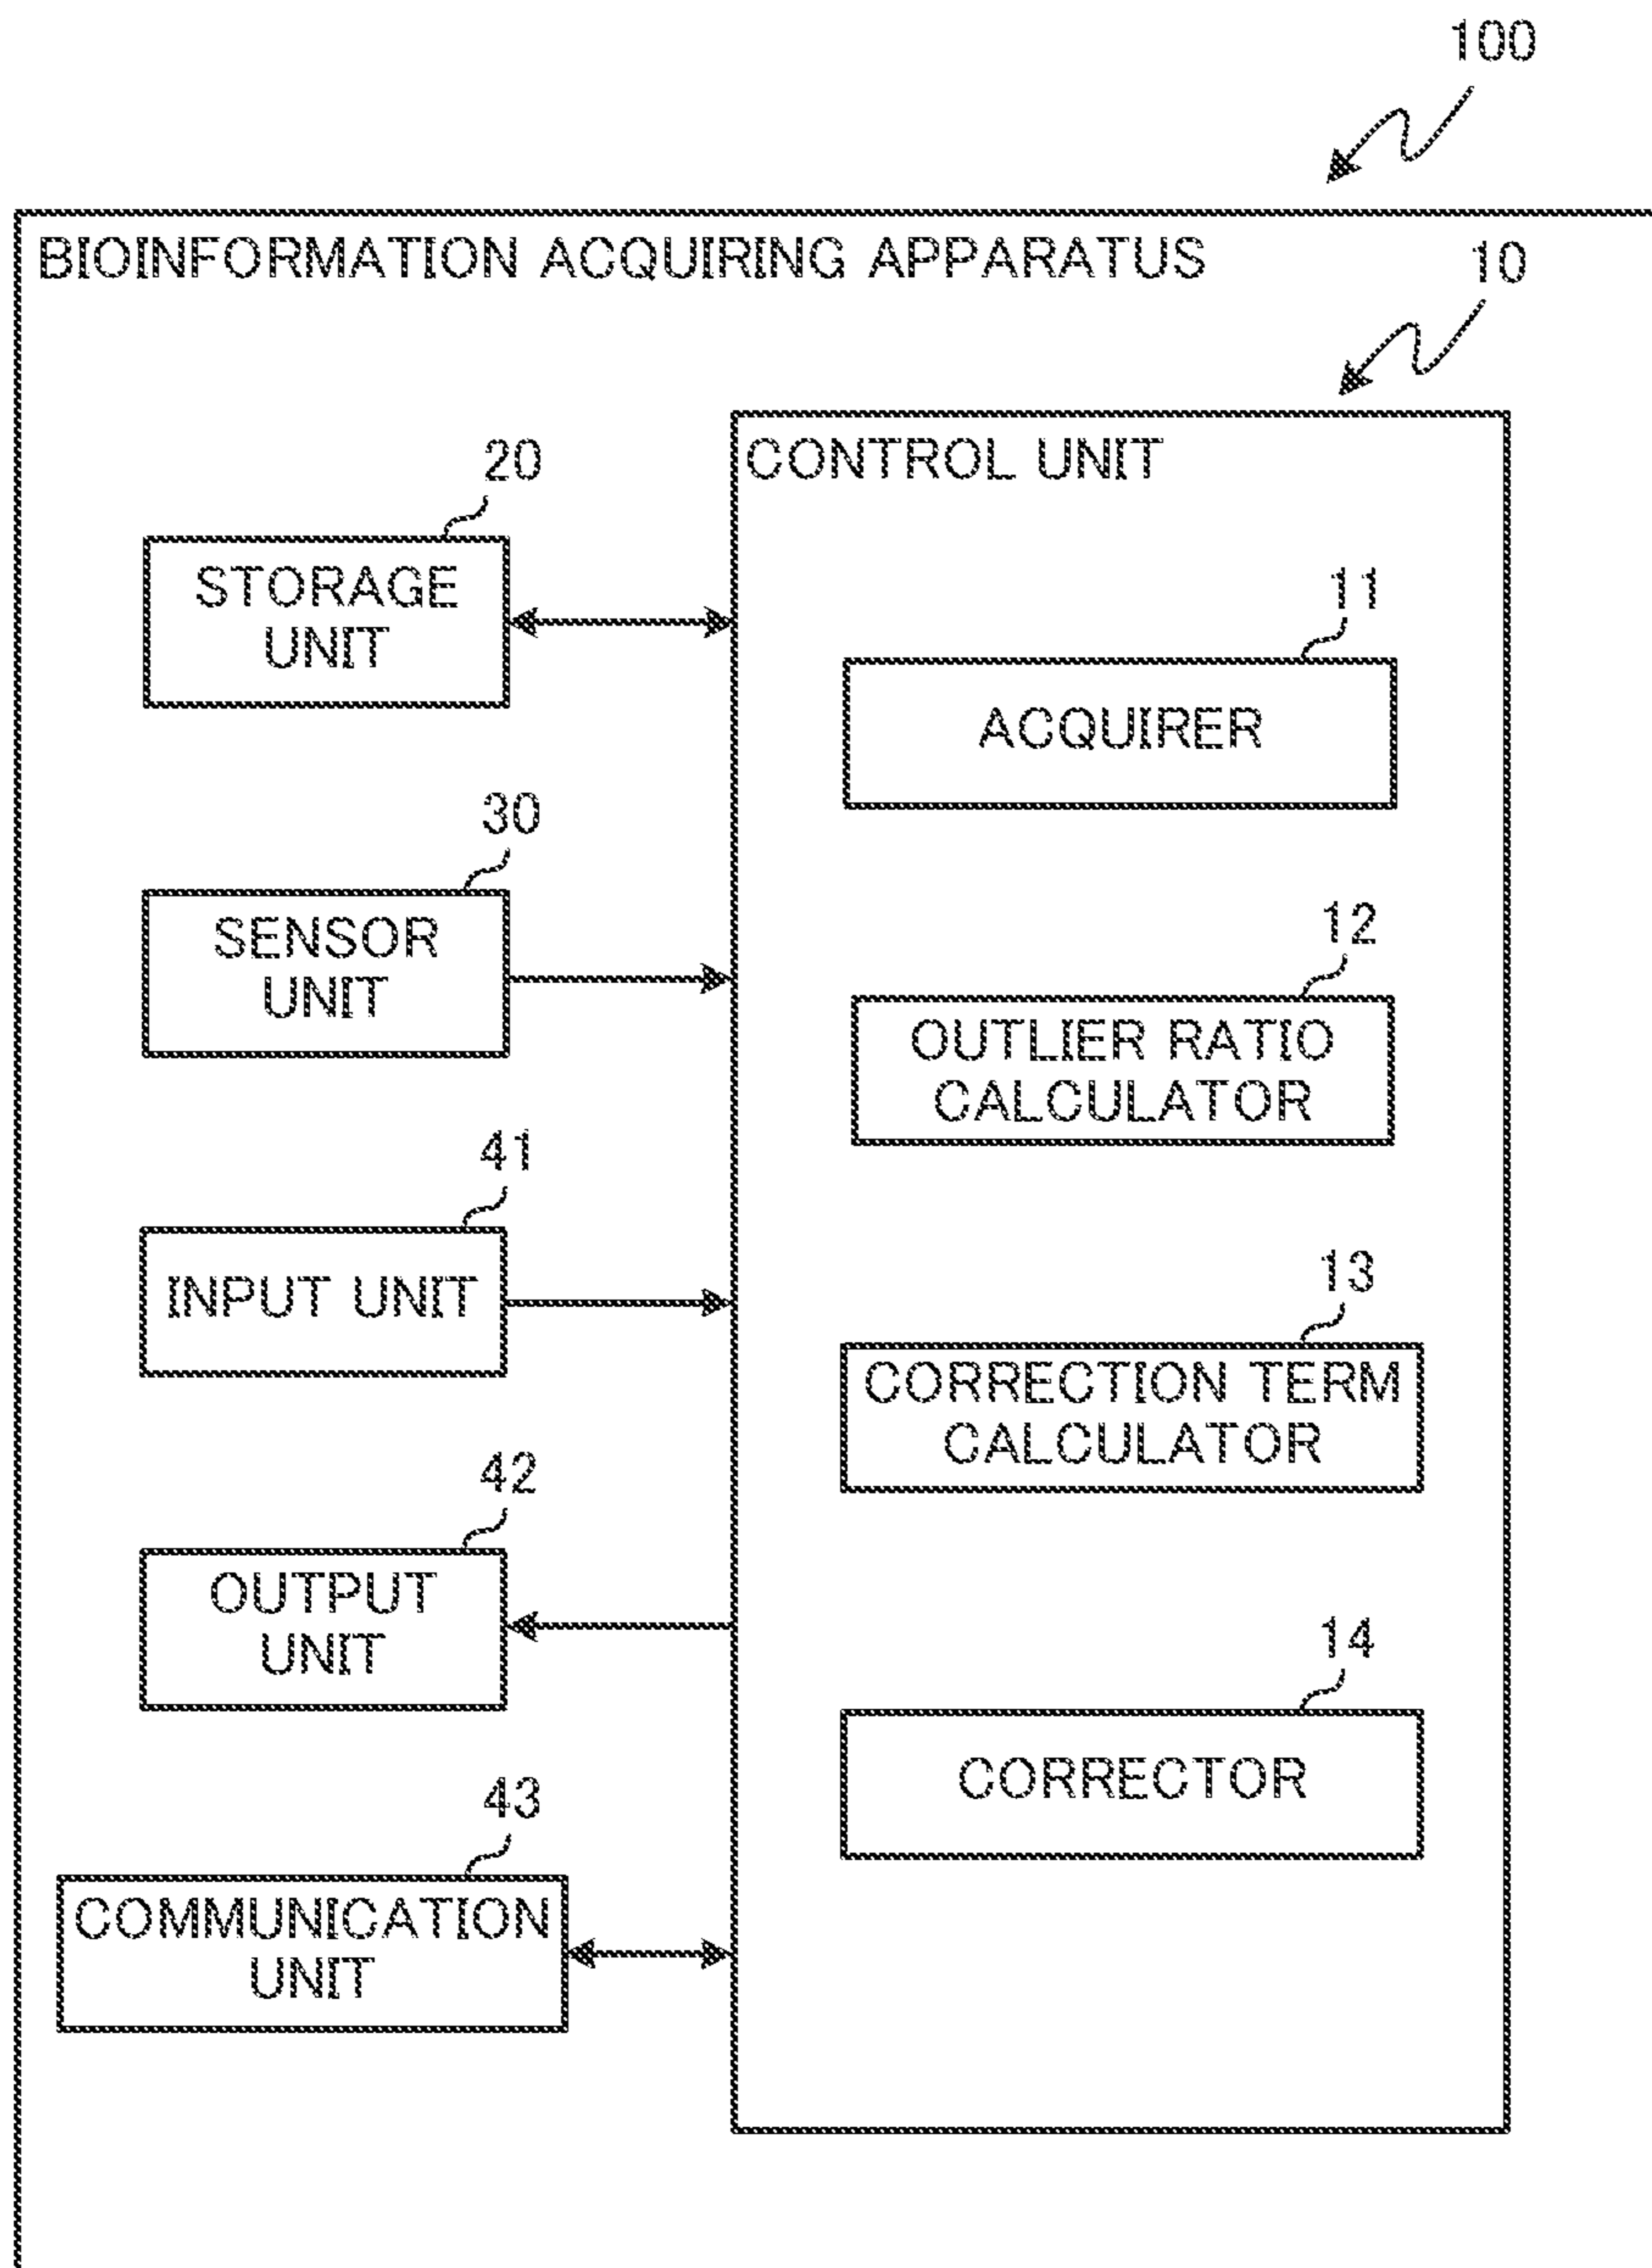 100
BIOINFORMATION ACQUIRING APPARATUS
10
CONTROL UNIT
20
STORAGE
UNIT
30
SENSOR
UNIT
41
INPUT UNIT
42
OUTPUT
UNIT
43
COMMUNICATION
UNIT
11
ACQUIRER
12
OUTLIER RATIO
CALCULATOR
13
CORRECTION TERM
CALCULATOR
14
CORRECTOR